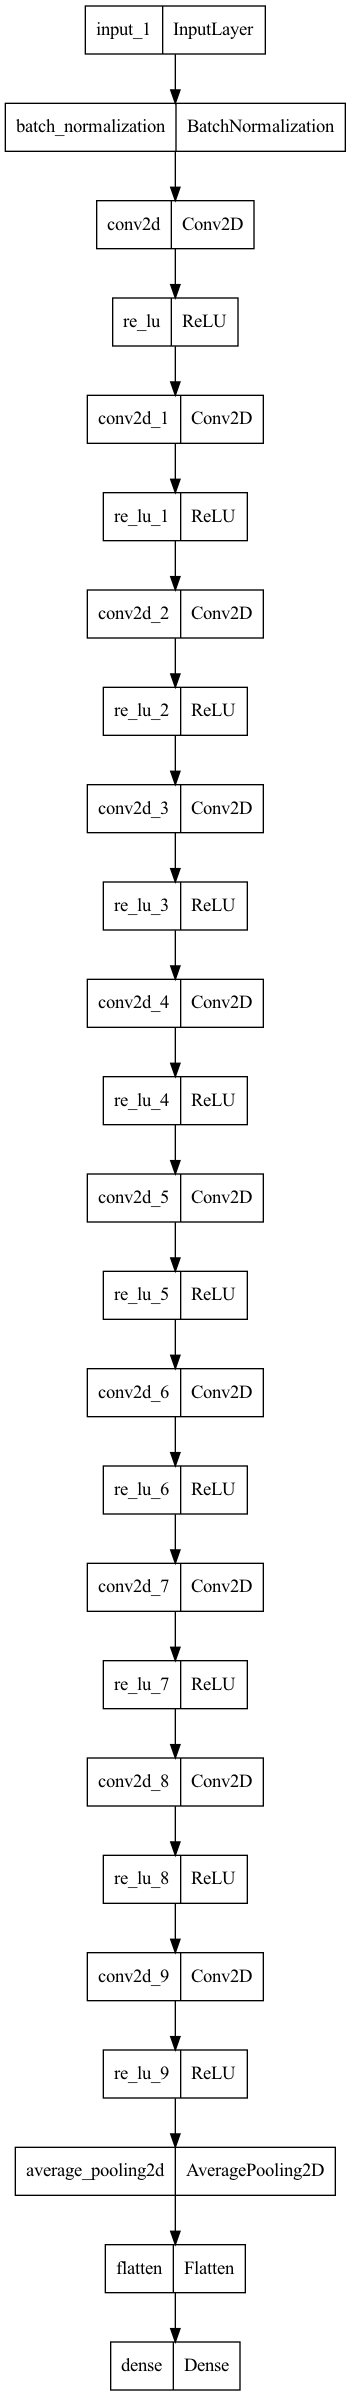 input_1 InputLayer
batch_normalization BatchNormalization
conv2d Conv2D
re_lu ReLU
conv2d_1 Conv2D
re_lu_1 ReLU
conv2d_2 Conv2D
re_lu_2 ReLU
conv2d_3 Conv2D
re_lu_3 ReLU
conv2d_4 Conv2D
re_lu_4 ReLU
conv2d_5 Conv2D
re_lu_5 ReLU
conv2d_6 Conv2D
re_lu_6 ReLU
conv2d_7 Conv2D
re_lu_7 ReLU
conv2d_8 Conv2D
re_lu_8 ReLU
conv2d_9 Conv2D
re_lu_9 ReLU
average_pooling2d AveragePooling2D
flatten Flatten
dense Dense